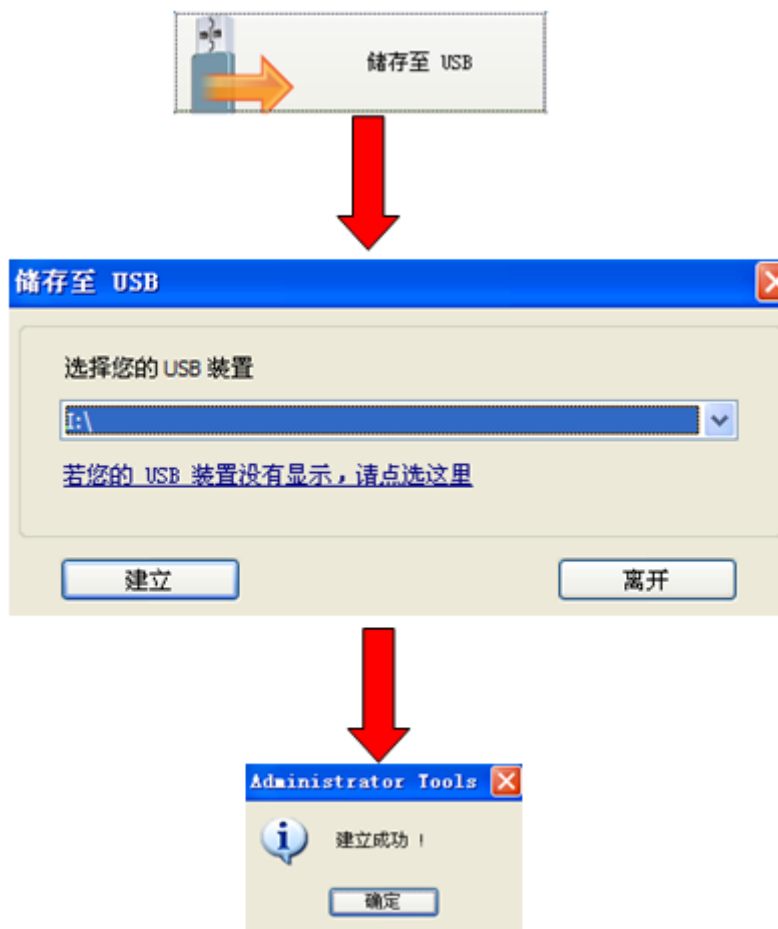 储存至 USB
储存至 USB
选择您的 USB 装置
I:\
若您的 USB 装置没有显示，请点选这里
建立
离开
Administrator Tools
建立成功 !
确定